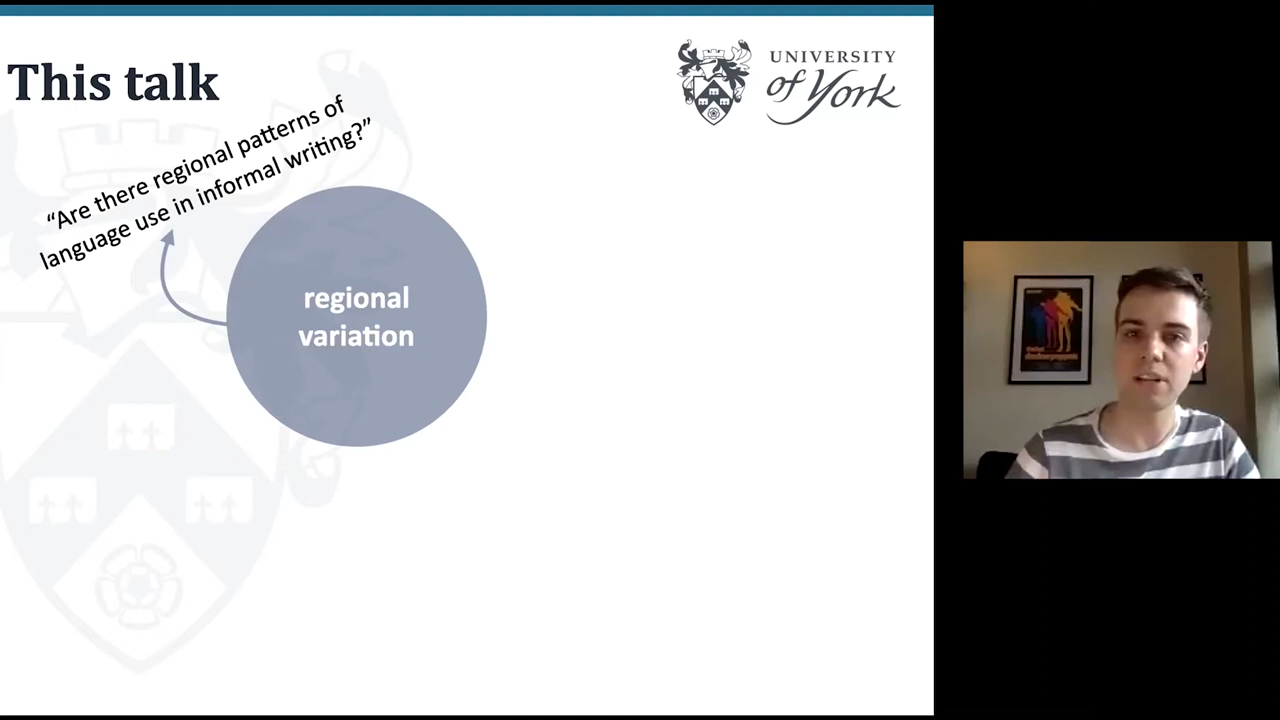 This talk
UNIVERSITY
of York
“Are there regional patterns of
language use in informal writing?”
regional
variation